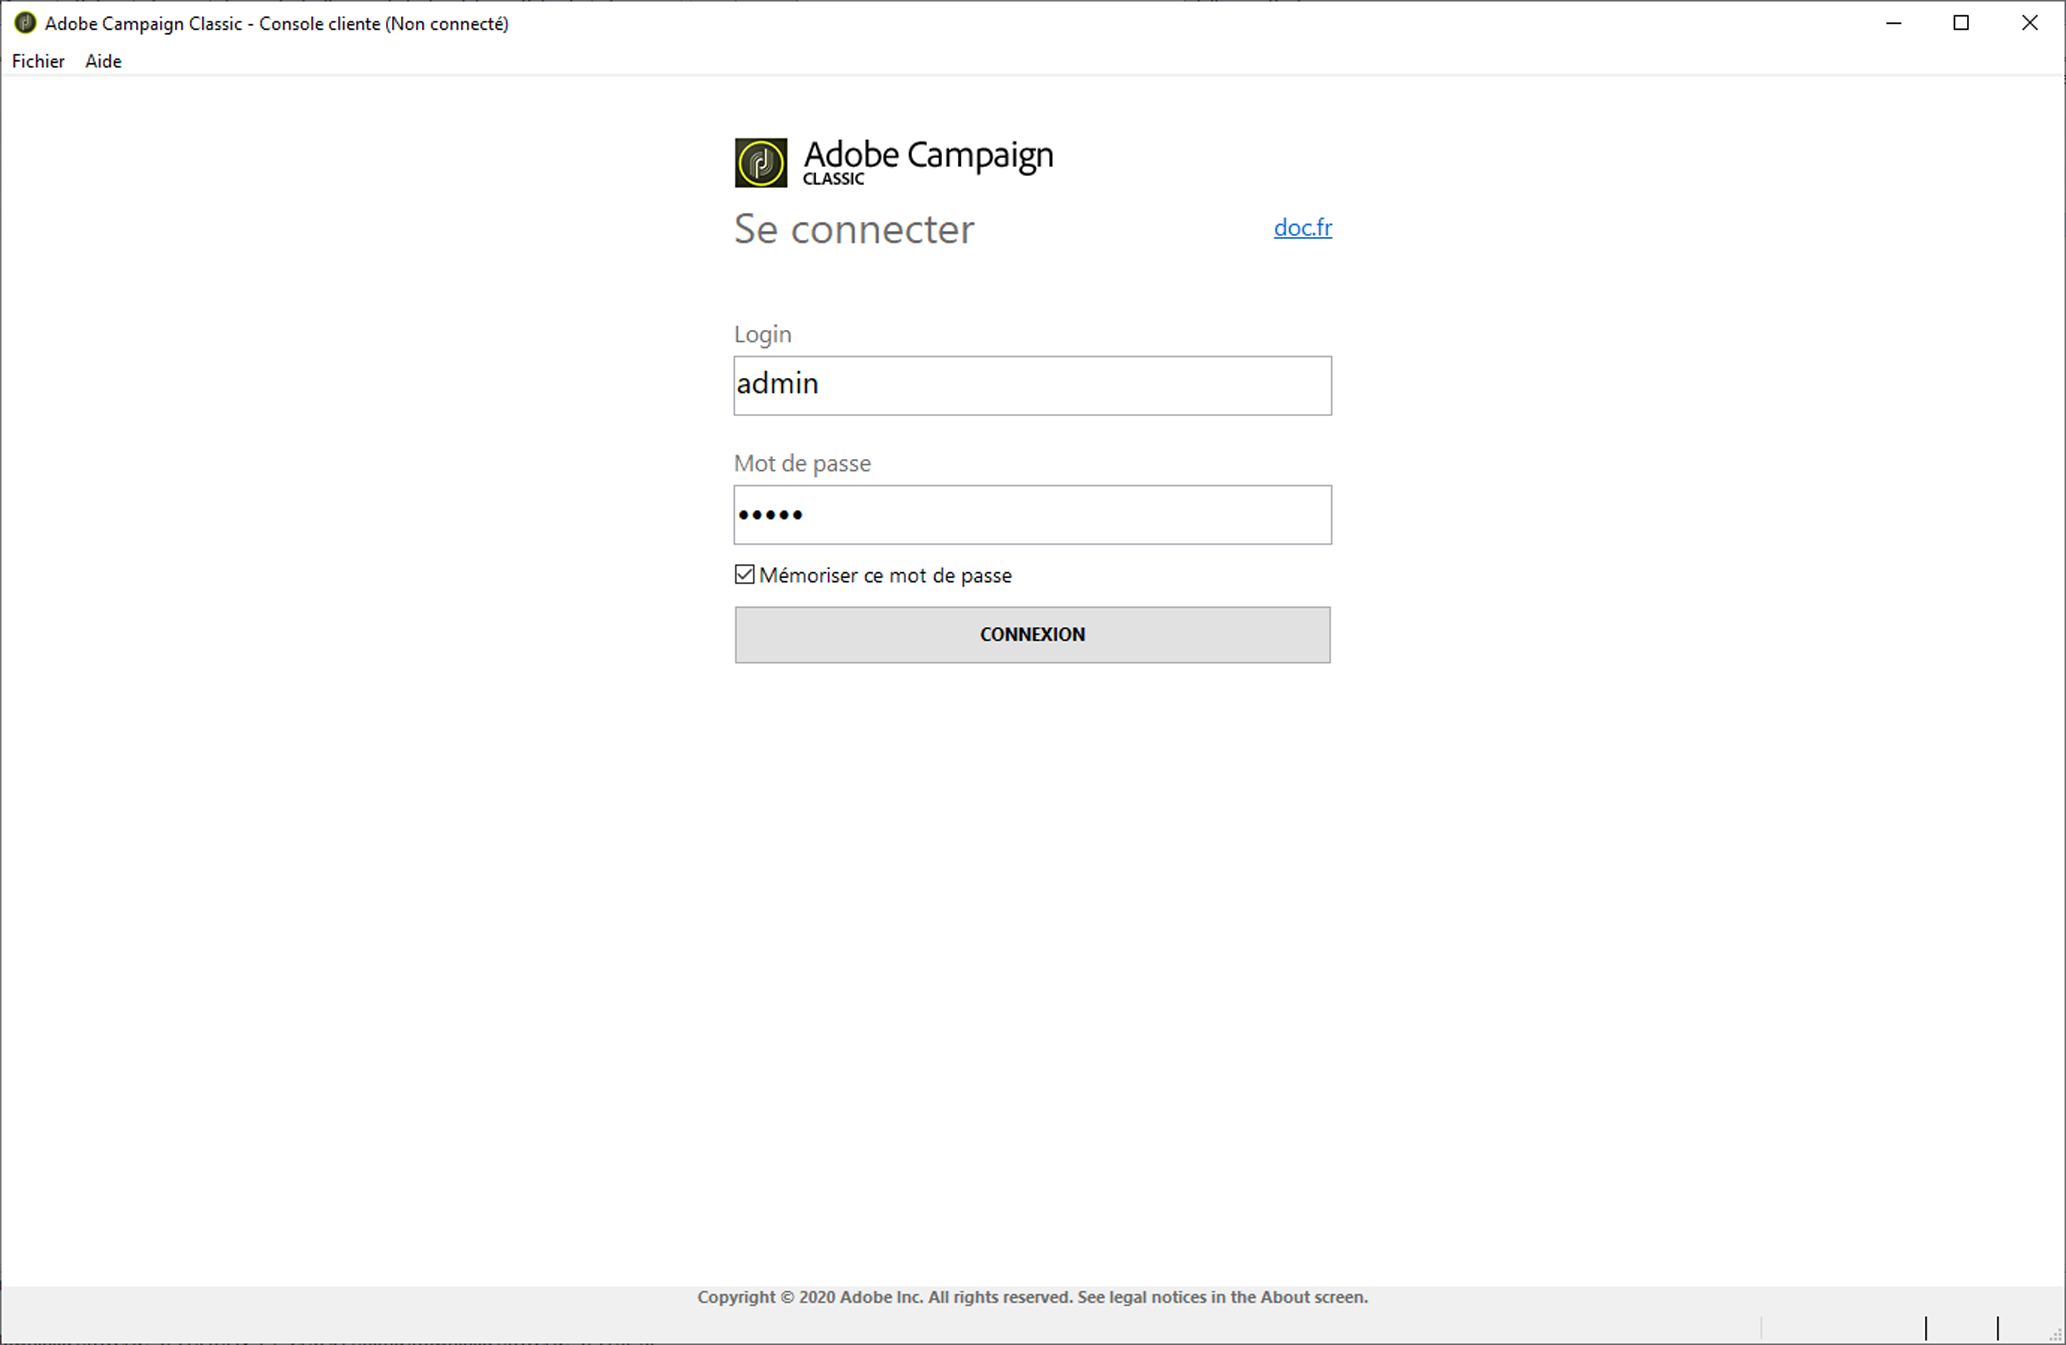 Adobe Campaign Classic - Console cliente (Non connecté)
Fichier Aide
Adobe Campaign
CLASSIC
Se connecter
doc.fr
Login
admin
Mot de passe
•••••
Mémoriser ce mot de passe
CONNEXION
Copyright © 2020 Adobe Inc. All rights reserved. See legal notices in the About screen.